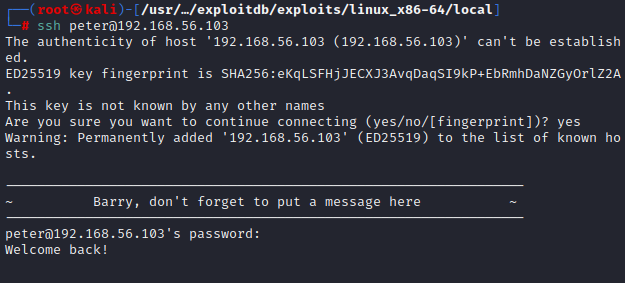 ┌──(root㉿kali)-[/usr/…/exploitdb/exploits/linux_x86-64/local]
└─# ssh peter@192.168.56.103
The authenticity of host '192.168.56.103 (192.168.56.103)' can't be establish
ed.
ED25519 key fingerprint is SHA256:eKqLSFHjJECXJ3AvqDaqSI9kP+EbRmhDaNZGyOrlZ2A
.
This key is not known by any other names
Are you sure you want to continue connecting (yes/no/[fingerprint])? yes
Warning: Permanently added '192.168.56.103' (ED25519) to the list of known ho
sts.
-----------------------------------------------------------------
~          Barry, don't forget to put a message here           ~
-----------------------------------------------------------------
peter@192.168.56.103's password:
Welcome back!